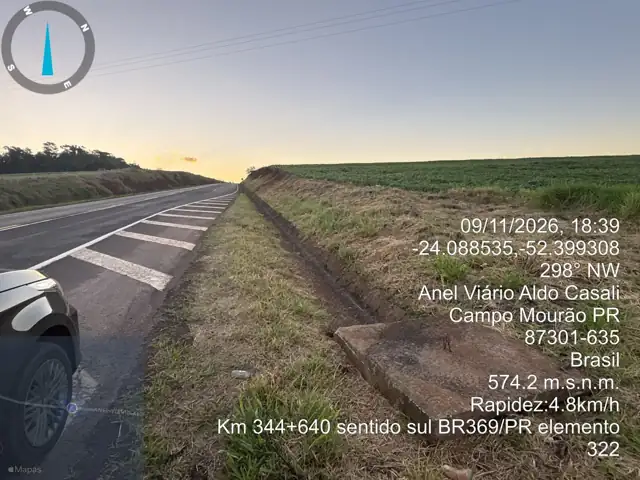 N
W
E
S
09/11/2026, 18:39
-24.088535,-52.399308
298° NW
Anel Viário Aldo Casali
Campo Mourão PR
87301-635
Brasil
574.2 m.s.n.m.
Rapidez:4.8km/h
Km 344+640 sentido sul BR369/PR elemento
322
Mapas